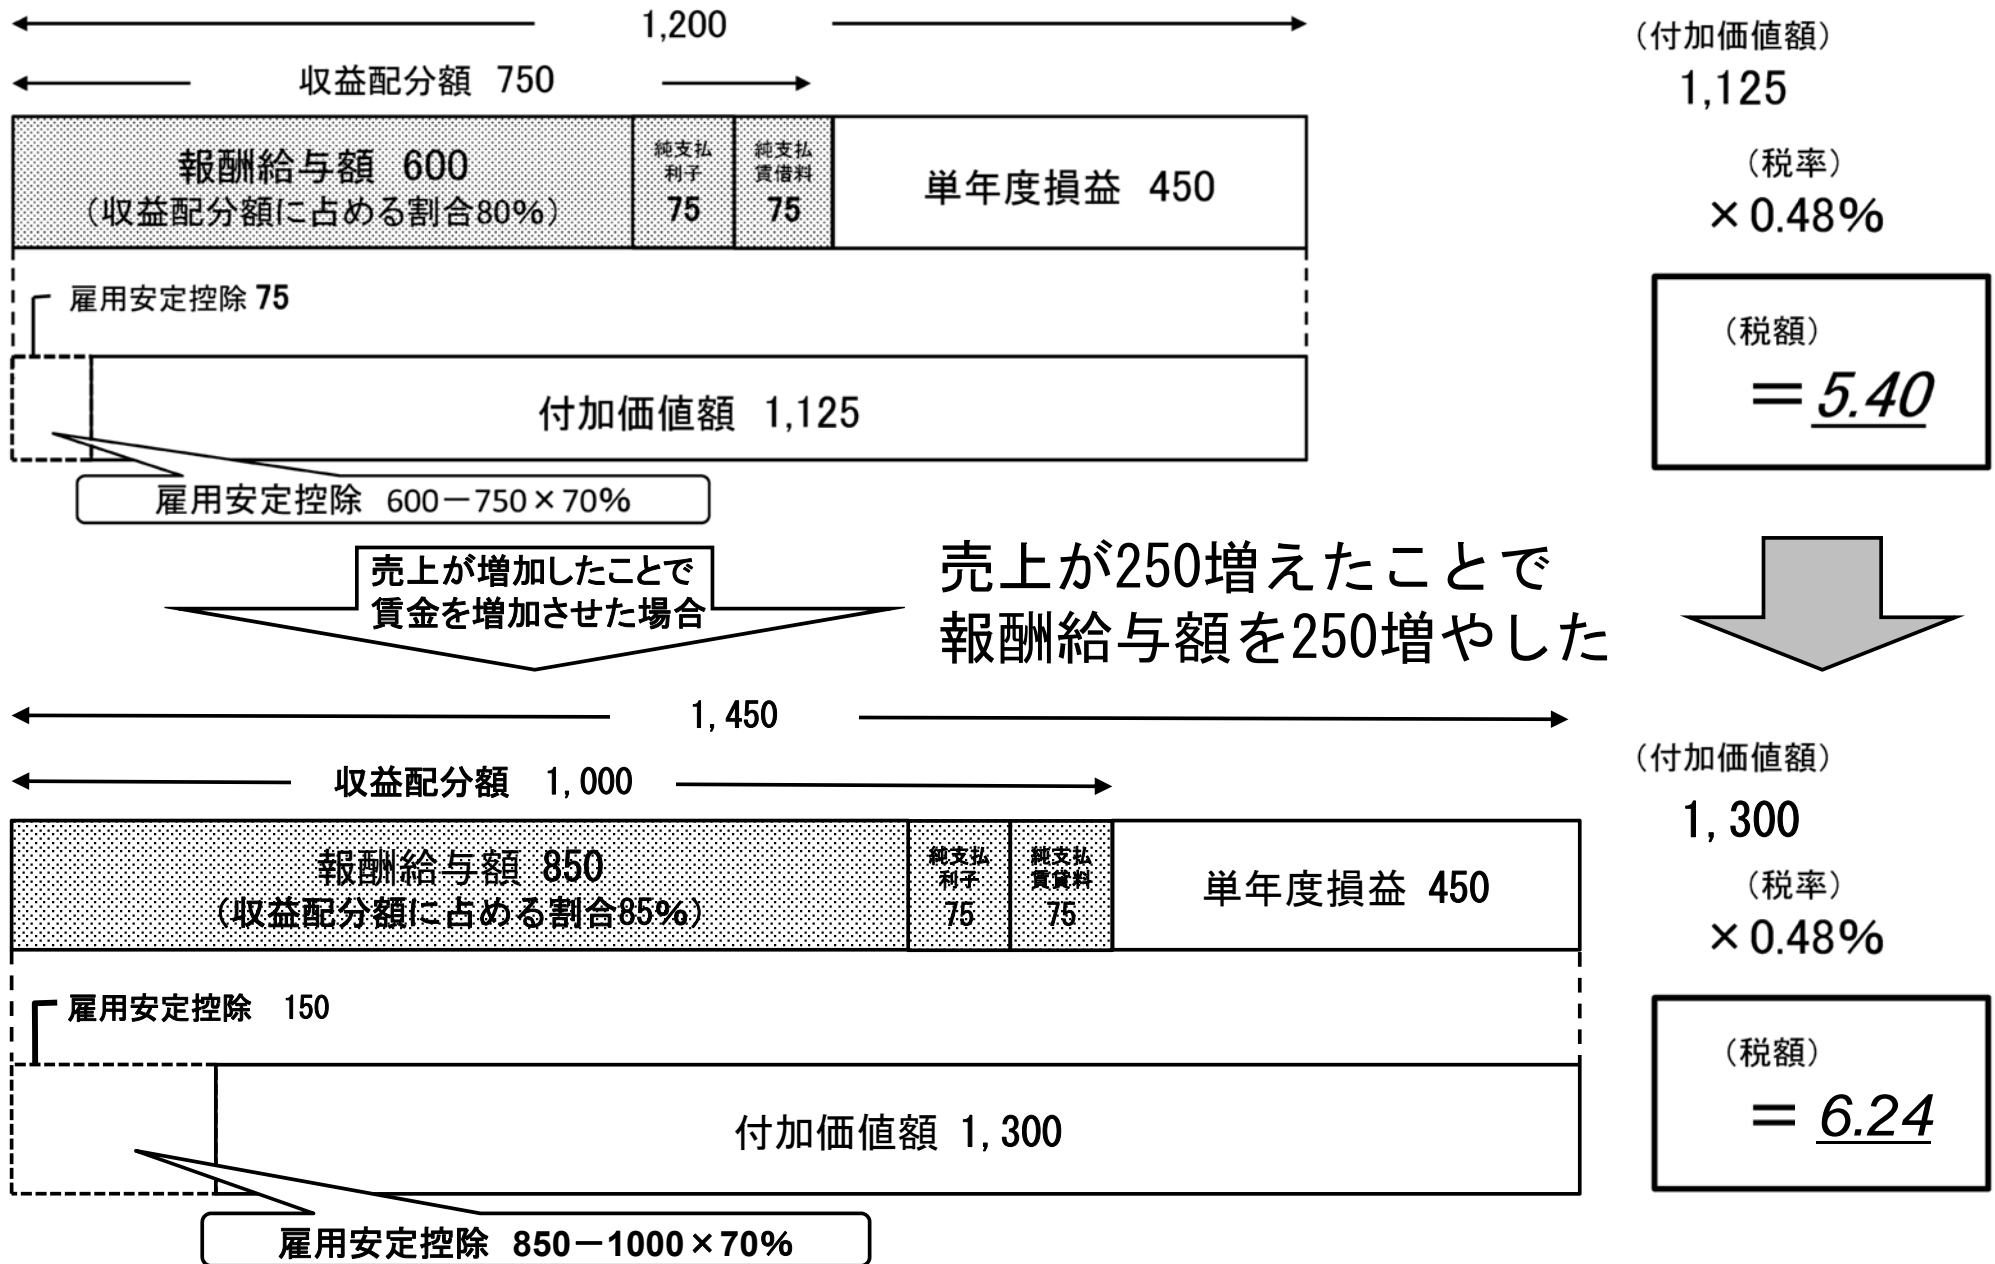 1,200
収益配分額 750
報酬給与額 600
（収益配分額に占める割合80%）
純支払
利子
75
純支払
賃借料
75
単年度損益 450
雇用安定控除 75
付加価値額 1,125
雇用安定控除 600－750×70%
（付加価値額）
1,125
（税率）
×0.48%
（税額）
＝5.40
売上が増加したことで
賃金を増加させた場合
売上が250増えたことで
報酬給与額を250増やした
1,450
収益配分額 1,000
報酬給与額 850
（収益配分額に占める割合85%）
純支払
利子
75
純支払
賃貸料
75
単年度損益 450
雇用安定控除 150
付加価値額 1,300
雇用安定控除 850－1000×70%
（付加価値額）
1,300
（税率）
×0.48%
（税額）
＝ 6.24